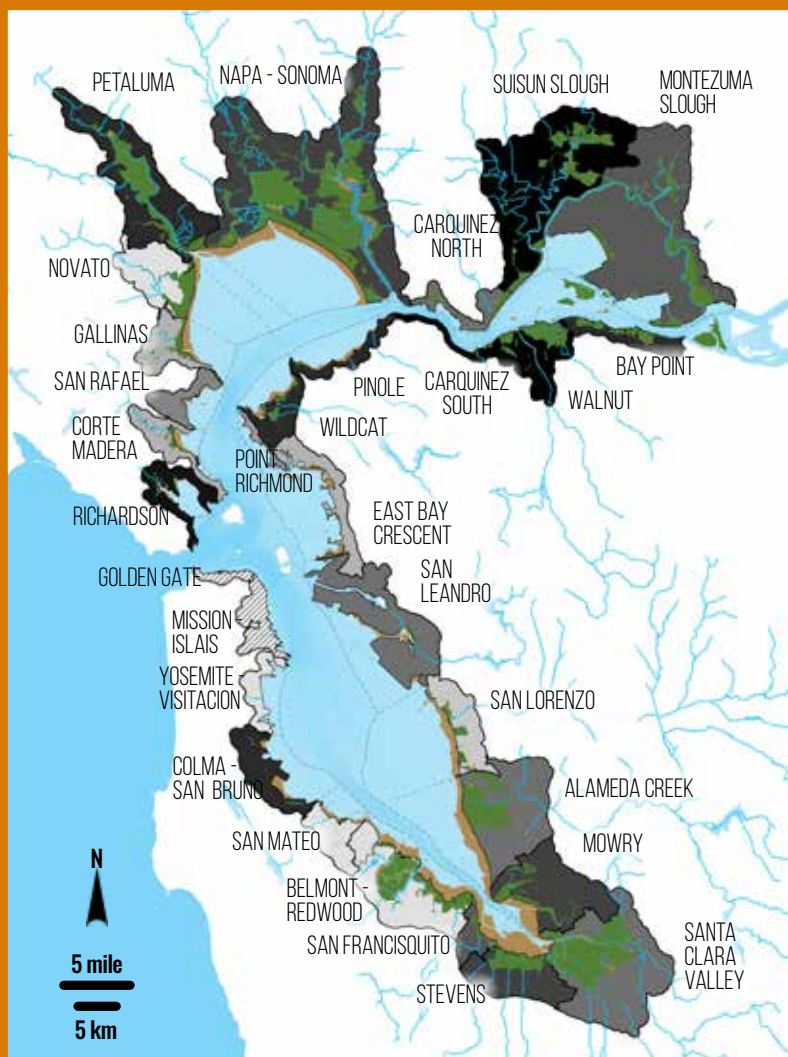 PETALUMA
NAPA - SONOMA
SUISUN SLOUGH
MONTEZUMA
SLOUGH
CARQUINEZ
NORTH
NOVATO
GALLINAS
SAN RAFAEL
CORTE
MADERA
RICHARDSON
PINOLE
CARQUINEZ
SOUTH
BAY POINT
WALNUT
WILDCAT
POINT
RICHMOND
EAST BAY
CRESCENT
GOLDEN GATE
SAN
LEANDRO
MISSION -
ISLAIS
YOSEMITE -
VISITACION
SAN LORENZO
COLMA -
SAN BRUNO
ALAMEDA CREEK
SAN MATEO
MOWRY
BELMONT -
REDWOOD
SAN FRANCISQUITO
SANTA
CLARA
VALLEY
STEVENS
N
5 mile
5 km